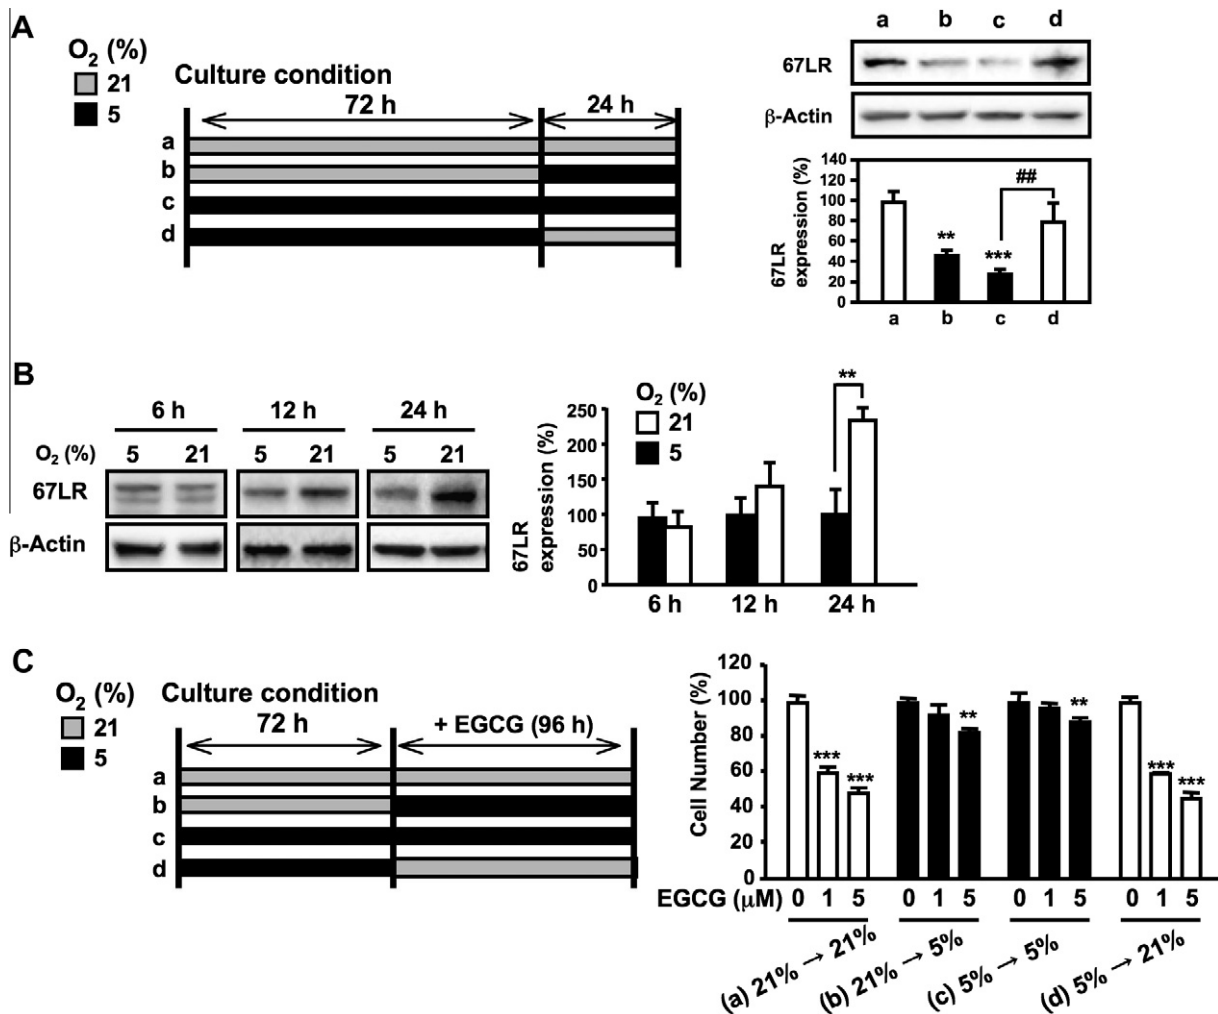 A
O2 (%)
21
5
Culture condition
72 h
24 h
a
b
c
d
a b c d
67LR
β-Actin
67LR
expression (%)
140
120
100
80
60
40
20
0
**
***
##
a b c d
B
6 h 12 h 24 h
O2 (%) 5 21 5 21 5 21
67LR
β-Actin
O2 (%)
21
5
67LR
expression (%)
250
200
150
100
50
0
**
6 h 12 h 24 h
C
O2 (%)
21
5
Culture condition
72 h
+ EGCG (96 h)
a
b
c
d
Cell Number (%)
120
100
80
60
40
20
0
*** *** ** ** *** ***
EGCG (μM) 0 1 5 0 1 5 0 1 5 0 1 5
(a) 21% → 21%
(b) 21% → 5%
(c) 5% → 5%
(d) 5% → 21%